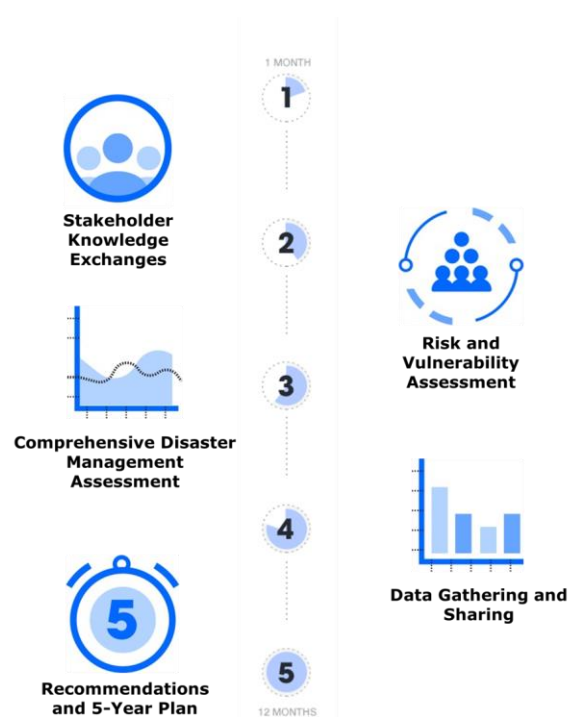 1 MONTH
1
Stakeholder
Knowledge
Exchanges
2
Risk and
Vulnerability
Assessment
3
Comprehensive Disaster
Management
Assessment
4
Data Gathering and
Sharing
5
Recommendations
and 5-Year Plan
5
12 MONTHS